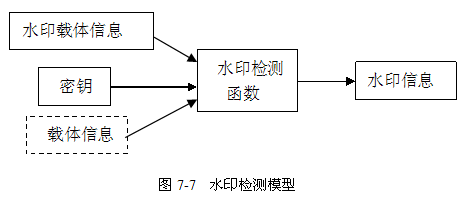 水印载体信息
密钥
载体信息
水印检测
函数
水印信息
图 7-7 水印检测模型